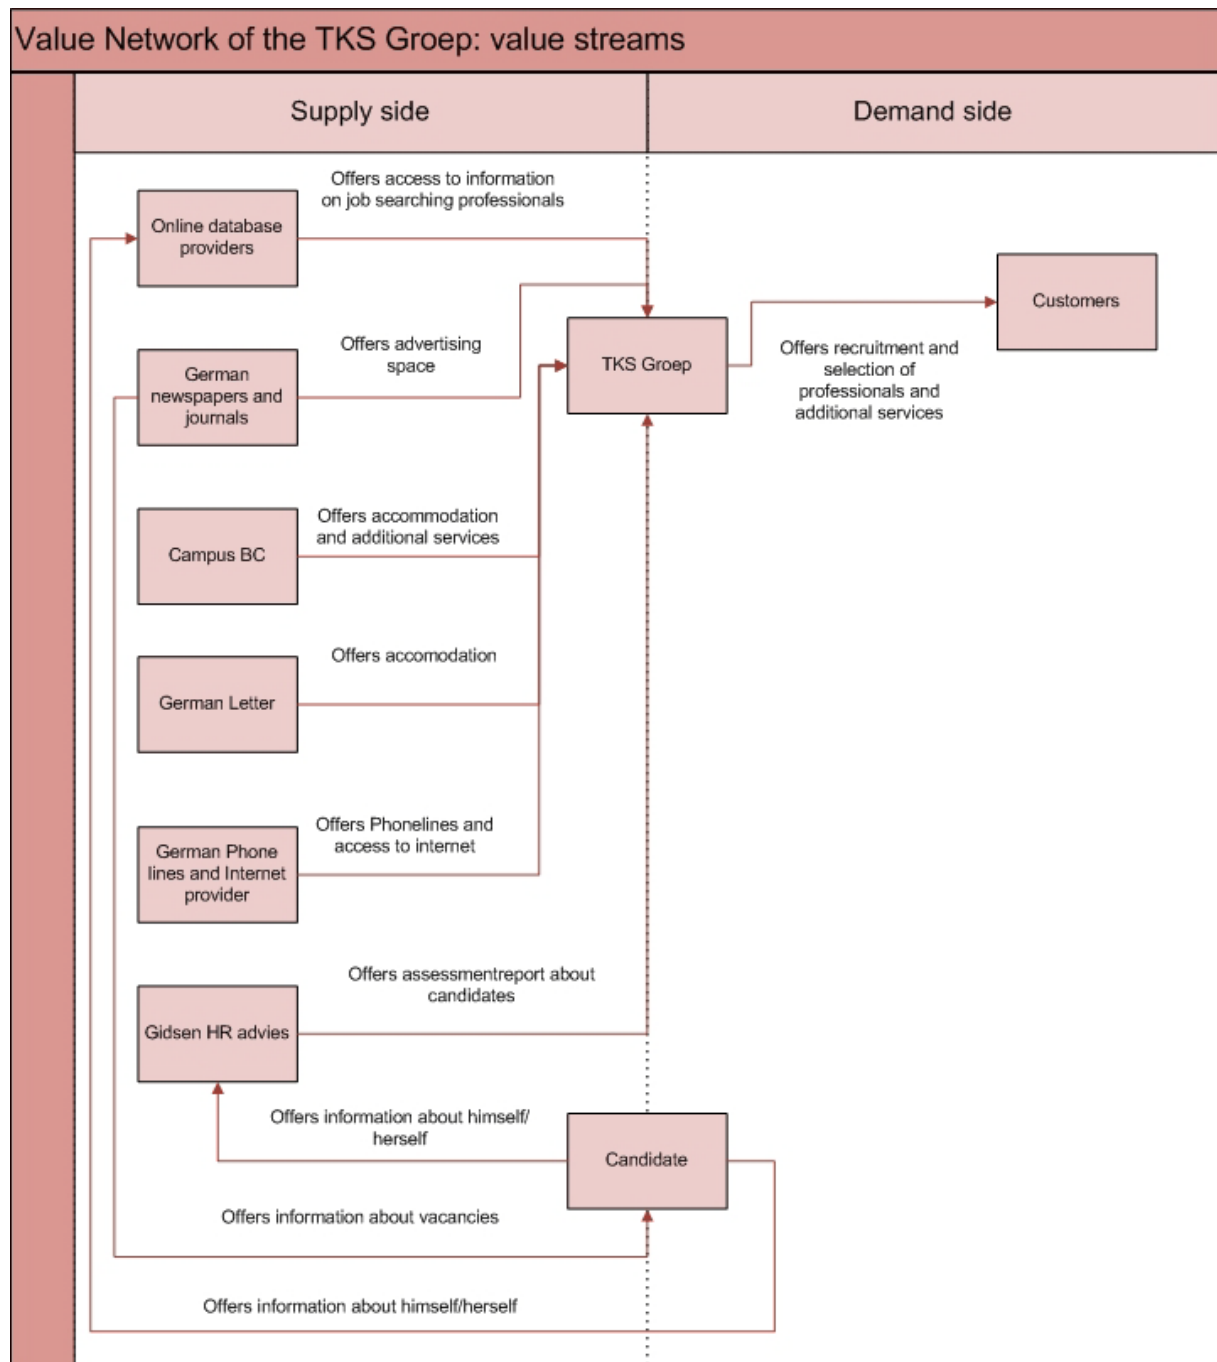 Value Network of the TKS Groep: value streams
Supply side
Demand side
Offers access to information
on job searching professionals
Online database
providers
Customers
Offers advertising
space
TKS Groep
Offers recruitment and
selection of
professionals and
additional services
German
newspapers and
journals
Offers accommodation
and additional services
Campus BC
Offers accomodation
German Letter
Offers Phonelines and
access to internet
German Phone
lines and Internet
provider
Offers assessmentreport about
candidates
Gidsen HR advies
Offers information about himself/
herself
Candidate
Offers information about vacancies
Offers information about himself/herself